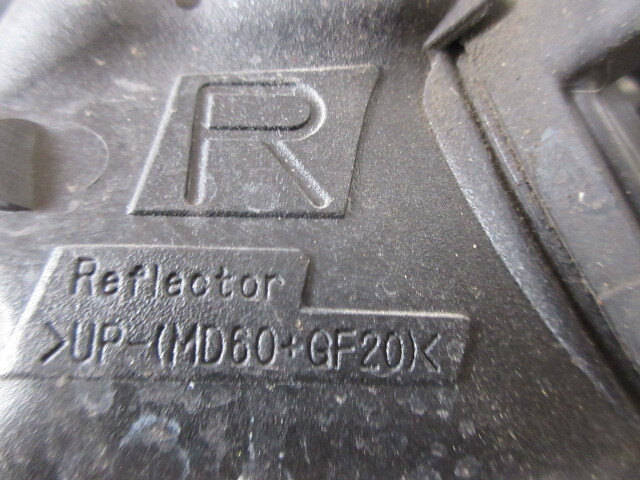 R
Reflector
>UP-(MD60+GF20)<